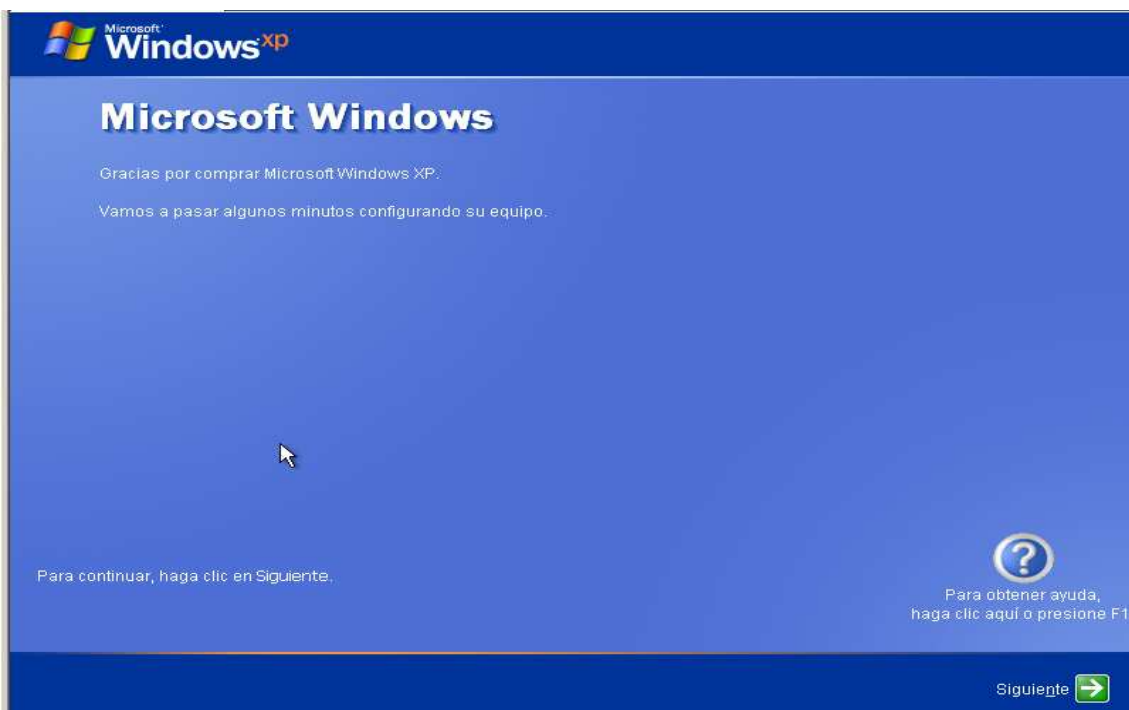 Microsoft
Windows xp
Microsoft Windows
Gracias por comprar Microsoft Windows XP.
Vamos a pasar algunos minutos configurando su equipo.
Para continuar, haga clic en Siguiente.
Para obtener ayuda,
haga clic aquí o presione F1
Siguiente